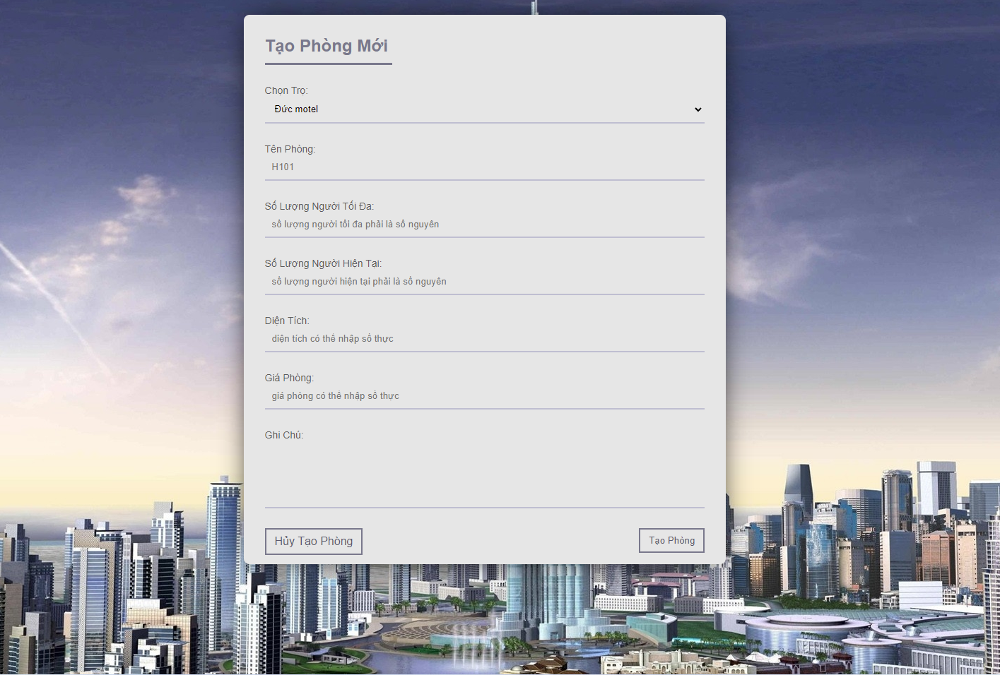 Tạo Phòng Mới
Chọn Trọ:
Đức motel
Tên Phòng:
H101
Số Lượng Người Tối Đa:
số lượng người tối đa phải là số nguyên
Số Lượng Người Hiện Tại:
số lượng người hiện tại phải là số nguyên
Diện Tích:
diện tích có thể nhập số thực
Giá Phòng:
giá phòng có thể nhập số thực
Ghi Chú:
Hủy Tạo Phòng
Tạo Phòng